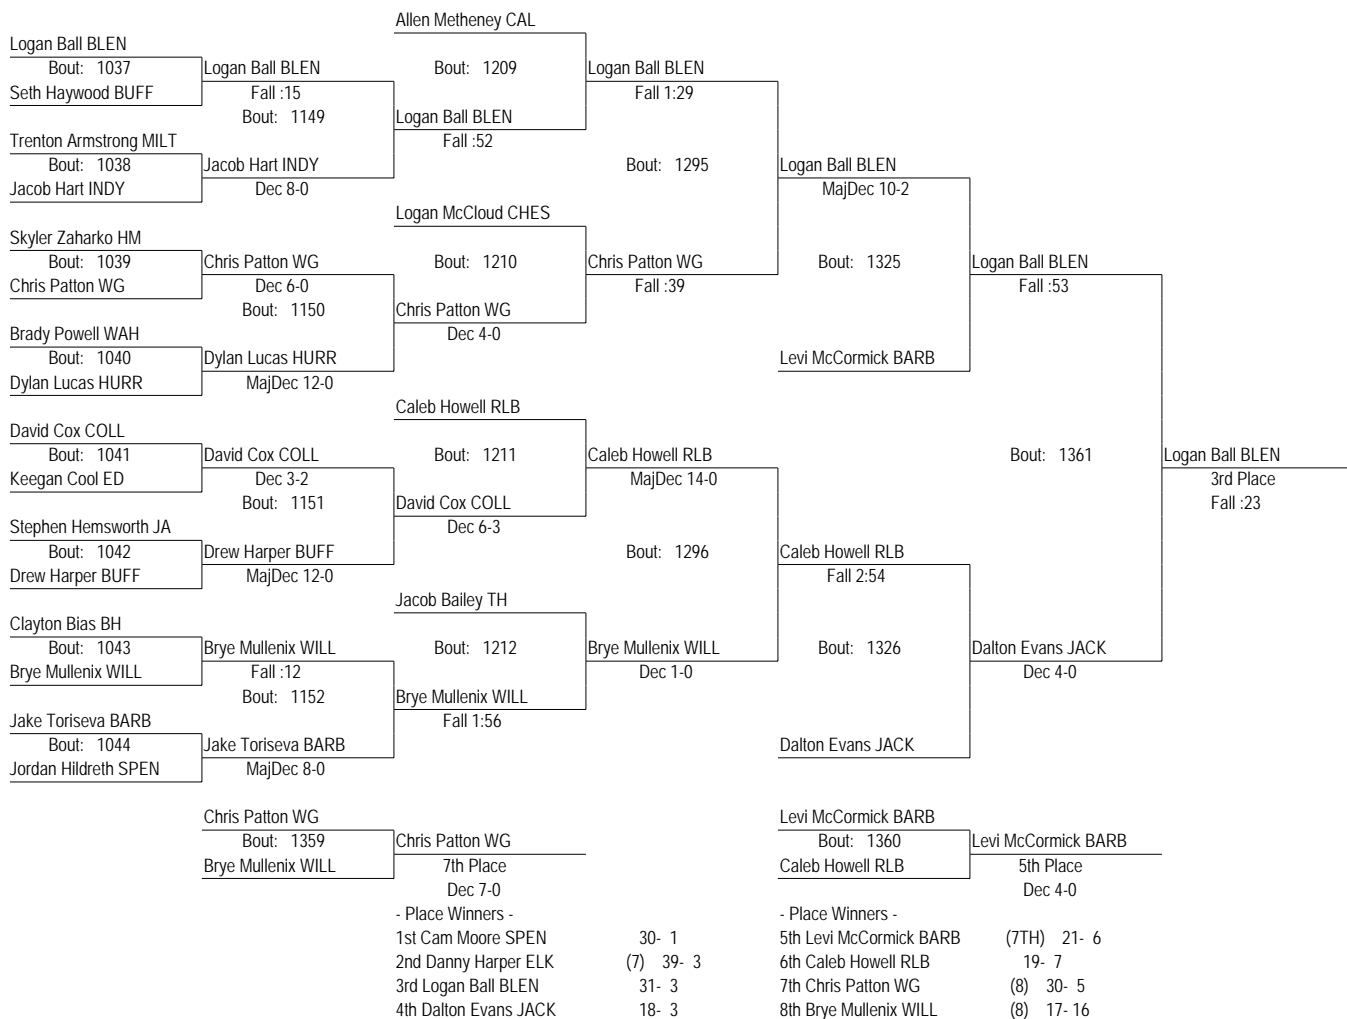 Allen Metheney CAL
Logan Ball BLEN
Bout: 1037
Logan Ball BLEN
Bout: 1209
Logan Ball BLEN
Seth Haywood BUFF
Fall :15
Fall 1:29
Bout: 1149
Logan Ball BLEN
Trenton Armstrong MILT
Fall :52
Bout: 1038
Jacob Hart INDY
Bout: 1295
Logan Ball BLEN
Jacob Hart INDY
Dec 8-0
MajDec 10-2
Logan McCloud CHES
Skyler Zaharko HM
Bout: 1039
Chris Patton WG
Bout: 1210
Chris Patton WG
Bout: 1325
Logan Ball BLEN
Chris Patton WG
Dec 6-0
Fall :39
Fall :53
Bout: 1150
Chris Patton WG
Brady Powell WAH
Dec 4-0
Bout: 1040
Dylan Lucas HURR
Levi McCormick BARB
Dylan Lucas HURR
MajDec 12-0
Caleb Howell RLB
David Cox COLL
Bout: 1041
David Cox COLL
Bout: 1211
Caleb Howell RLB
Bout: 1361
Logan Ball BLEN
Keegan Cool ED
Dec 3-2
MajDec 14-0
3rd Place
Bout: 1151
David Cox COLL
Fall :23
Stephen Hemsworth JA
Dec 6-3
Bout: 1042
Drew Harper BUFF
Bout: 1296
Caleb Howell RLB
Drew Harper BUFF
MajDec 12-0
Fall 2:54
Jacob Bailey TH
Clayton Bias BH
Bout: 1043
Brye Mullenix WILL
Bout: 1212
Brye Mullenix WILL
Bout: 1326
Dalton Evans JACK
Brye Mullenix WILL
Fall :12
Dec 1-0
Dec 4-0
Bout: 1152
Brye Mullenix WILL
Jake Toriseva BARB
Fall 1:56
Bout: 1044
Jake Toriseva BARB
Dalton Evans JACK
Jordan Hildreth SPEN
MajDec 8-0
Chris Patton WG
Levi McCormick BARB
Bout: 1359
Chris Patton WG
Bout: 1360
Levi McCormick BARB
Brye Mullenix WILL
7th Place
Caleb Howell RLB
5th Place
Dec 7-0
Dec 4-0
- Place Winners -
- Place Winners -
1st Cam Moore SPEN 30- 1
5th Levi McCormick BARB (7TH) 21- 6
2nd Danny Harper ELK (7) 39- 3
6th Caleb Howell RLB 19- 7
3rd Logan Ball BLEN 31- 3
7th Chris Patton WG (8) 30- 5
4th Dalton Evans JACK 18- 3
8th Brye Mullenix WILL (8) 17- 16